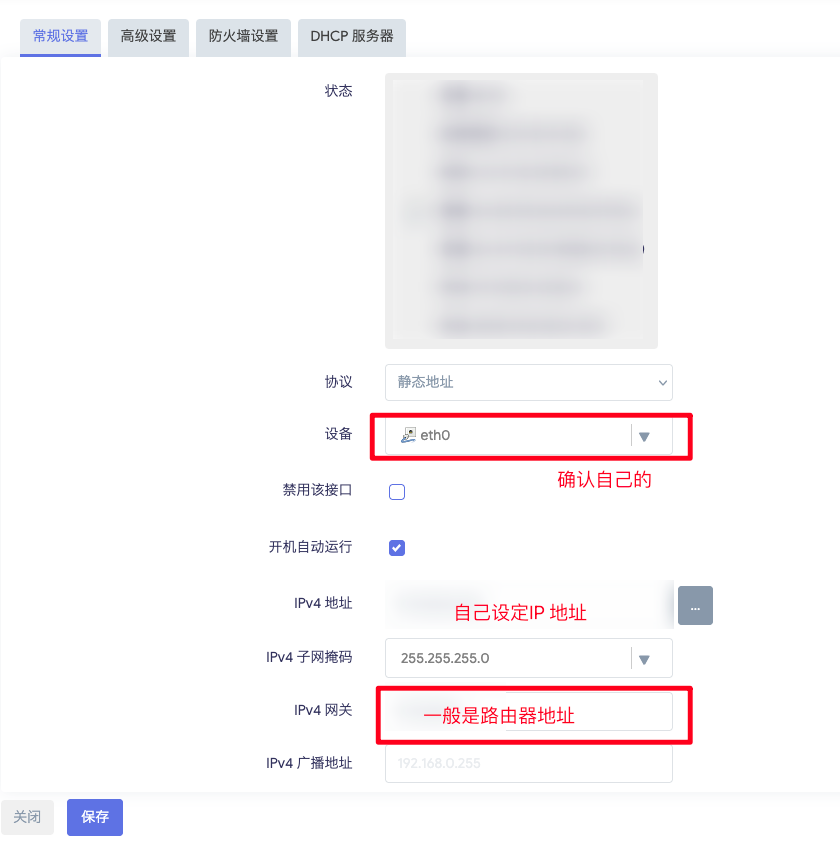 常规设置
高级设置
防火墙设置
DHCP 服务器
状态
协议
静态地址
设备
eth0
确认自己的
禁用该接口
开机自动运行
IPv4 地址
自己设定IP 地址
...
IPv4 子网掩码
255.255.255.0
IPv4 网关
一般是路由器地址
IPv4 广播地址
192.168.0.255
关闭
保存